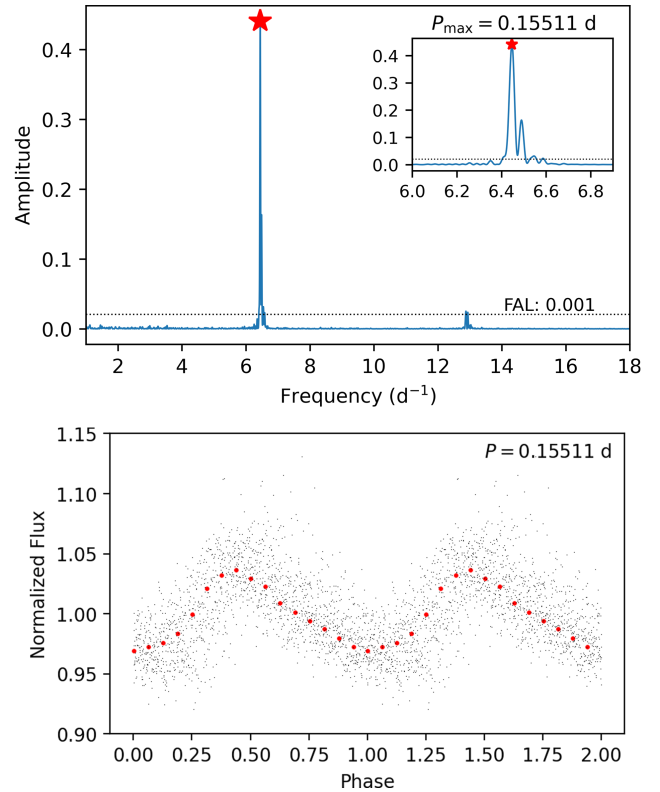 P_max = 0.15511 d
0.4
0.3
0.2
0.1
0.0
6.0 6.2 6.4 6.6 6.8
Amplitude
0.4
0.3
0.2
0.1
0.0
FAL: 0.001
2 4 6 8 10 12 14 16 18
Frequency (d⁻¹)
P = 0.15511 d
Normalized Flux
1.15
1.10
1.05
1.00
0.95
0.90
0.00 0.25 0.50 0.75 1.00 1.25 1.50 1.75 2.00
Phase